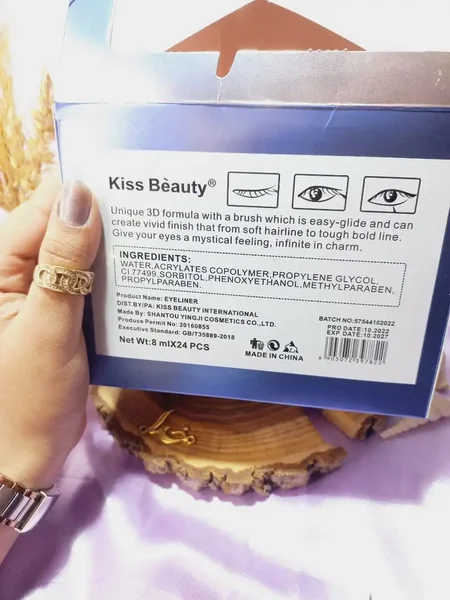 Kiss Beauty®
Unique 3D formula with a brush which is easy-glide and can
create vivid finish that from soft hairline to tough bold line.
Give your eyes a mystical feeling, infinite in charm.
INGREDIENTS:
WATER,ACRYLATES COPOLYMER,PROPYLENE GLYCOL,
CI 77499,SORBITOL,PHENOXYETHANOL,METHYLPARABEN,
PROPYLPARABEN.
Product Name: EYELINER
DIST.BY/PA: KISS BEAUTY INTERNATIONAL
Made By: SHANTOU YINGJI COSMETICS CO.,LTD.
Produce Permit No: 20160855
Executive Standard: GB/T35889-2018
Net Wt:8 mlX24 PCS
MADE IN CHINA
BATCH NO:57544102022
PRO DATE:10.2022
EXP DATE:10.2027